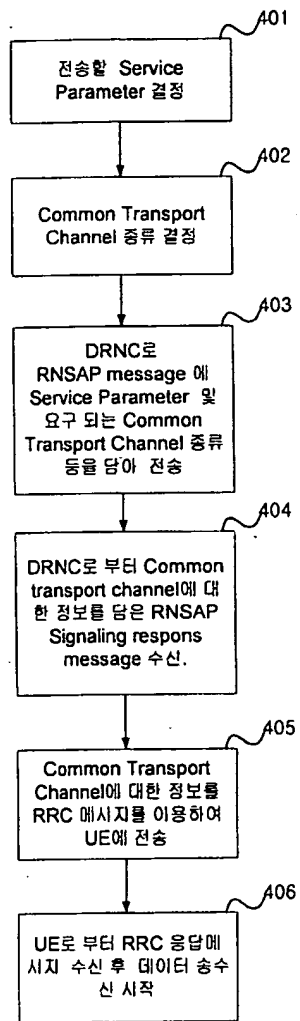 401
전송할 Service
Parameter 결정
402
Common Transport
Channel 종류 결정
403
DRNC로
RNSAP message 에
Service Parameter 및
요구 되는 Common
Transport Channel 종류
등을 담아 전송
404
DRNC로 부터 Common
transport channel에 대
한 정보를 담은 RNSAP
Signaling respons
message 수신.
405
Common Transport
Channel에 대한 정보를
RRC 메시지를 이용하여
UE에 전송
406
UE로 부터 RRC 응답메
시지 수신 후 데이터 송수
신 시작